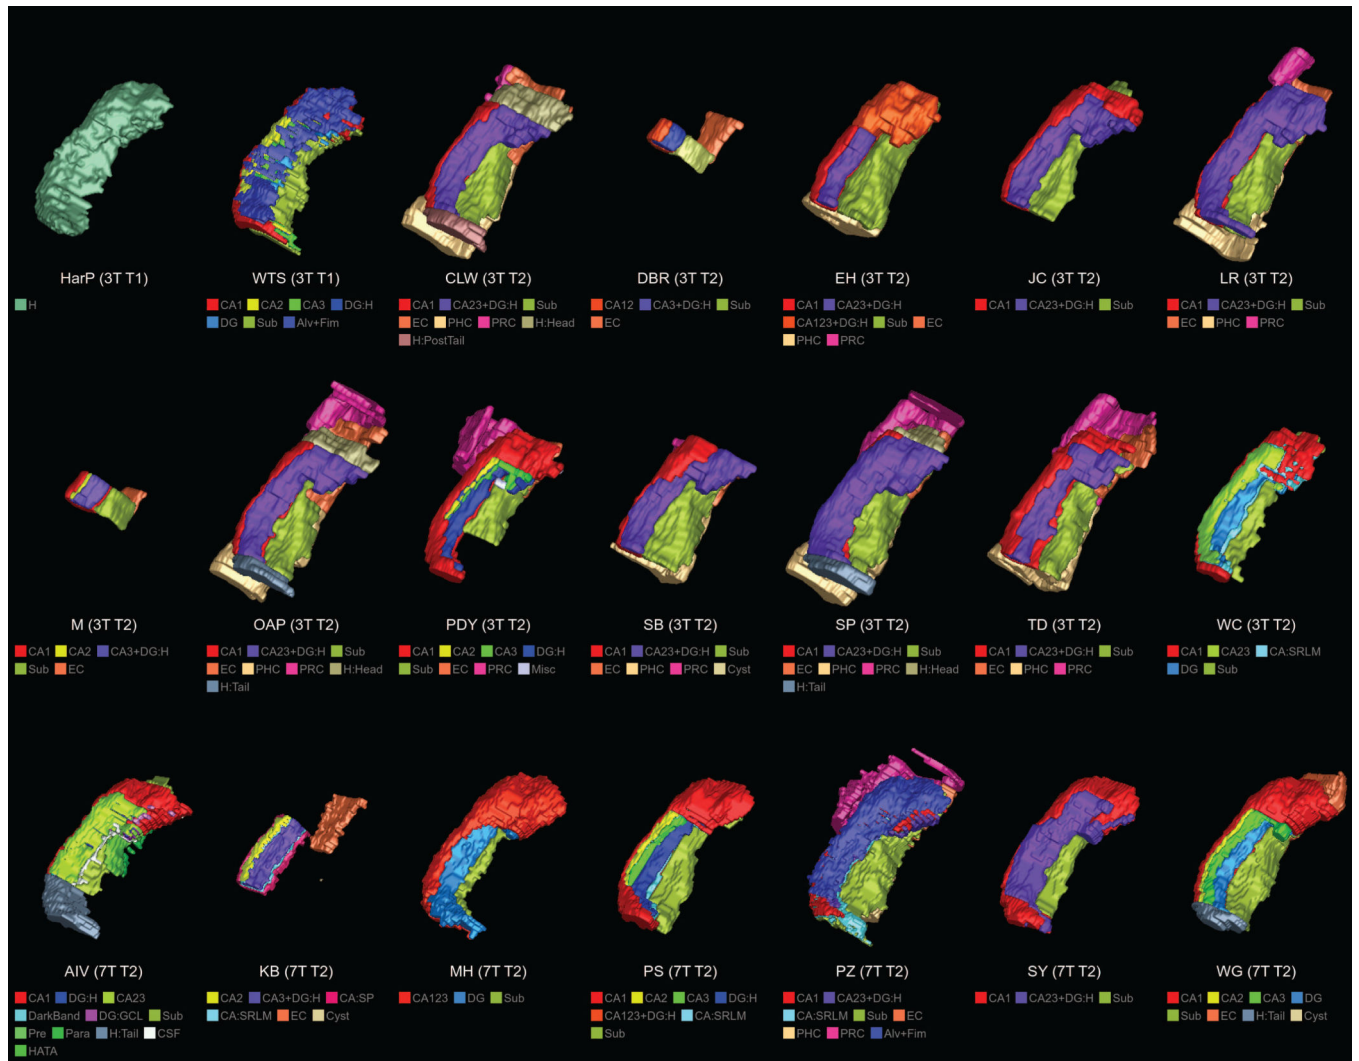 HarP (3T T1)
WTS (3T T1)
CLW (3T T2)
DBR (3T T2)
EH (3T T2)
JC (3T T2)
LR (3T T2)
H
CA1 CA2 CA3 DG:H
DG Sub Alv+Fim
CA1 CA23+DG:H Sub
EC PHC PRC H:Head
H:PostTail
CA12 CA3+DG:H Sub
EC
CA1 CA23+DG:H
CA123+DG:H Sub EC
PHC PRC
CA1 CA23+DG:H Sub
CA1 CA23+DG:H Sub
EC PHC PRC
M (3T T2)
OAP (3T T2)
PDY (3T T2)
SB (3T T2)
SP (3T T2)
TD (3T T2)
WC (3T T2)
CA1 CA2 CA3+DG:H
Sub EC
CA1 CA23+DG:H Sub
EC PHC PRC H:Head
H:Tail
CA1 CA2 CA3 DG:H
Sub EC PRC Misc
CA1 CA23+DG:H Sub
EC PHC PRC Cyst
CA1 CA23+DG:H Sub
EC PHC PRC H:Head
H:Tail
CA1 CA23+DG:H Sub
EC PHC PRC
CA1 CA23 CA:SRLM
DG Sub
AIV (7T T2)
KB (7T T2)
MH (7T T2)
PS (7T T2)
PZ (7T T2)
SY (7T T2)
WG (7T T2)
CA1 DG:H CA23
DarkBand DG:GCL Sub
Pre Para H:Tail CSF
HATA
CA2 CA3+DG:H CA:SP
CA:SRLM EC Cyst
CA123 DG Sub
CA1 CA2 CA3 DG:H
CA123+DG:H CA:SRLM
Sub
CA1 CA23+DG:H
CA:SRLM Sub EC
PHC PRC Alv+Fim
CA1 CA23+DG:H Sub
CA1 CA2 CA3 DG
Sub EC H:Tail Cyst